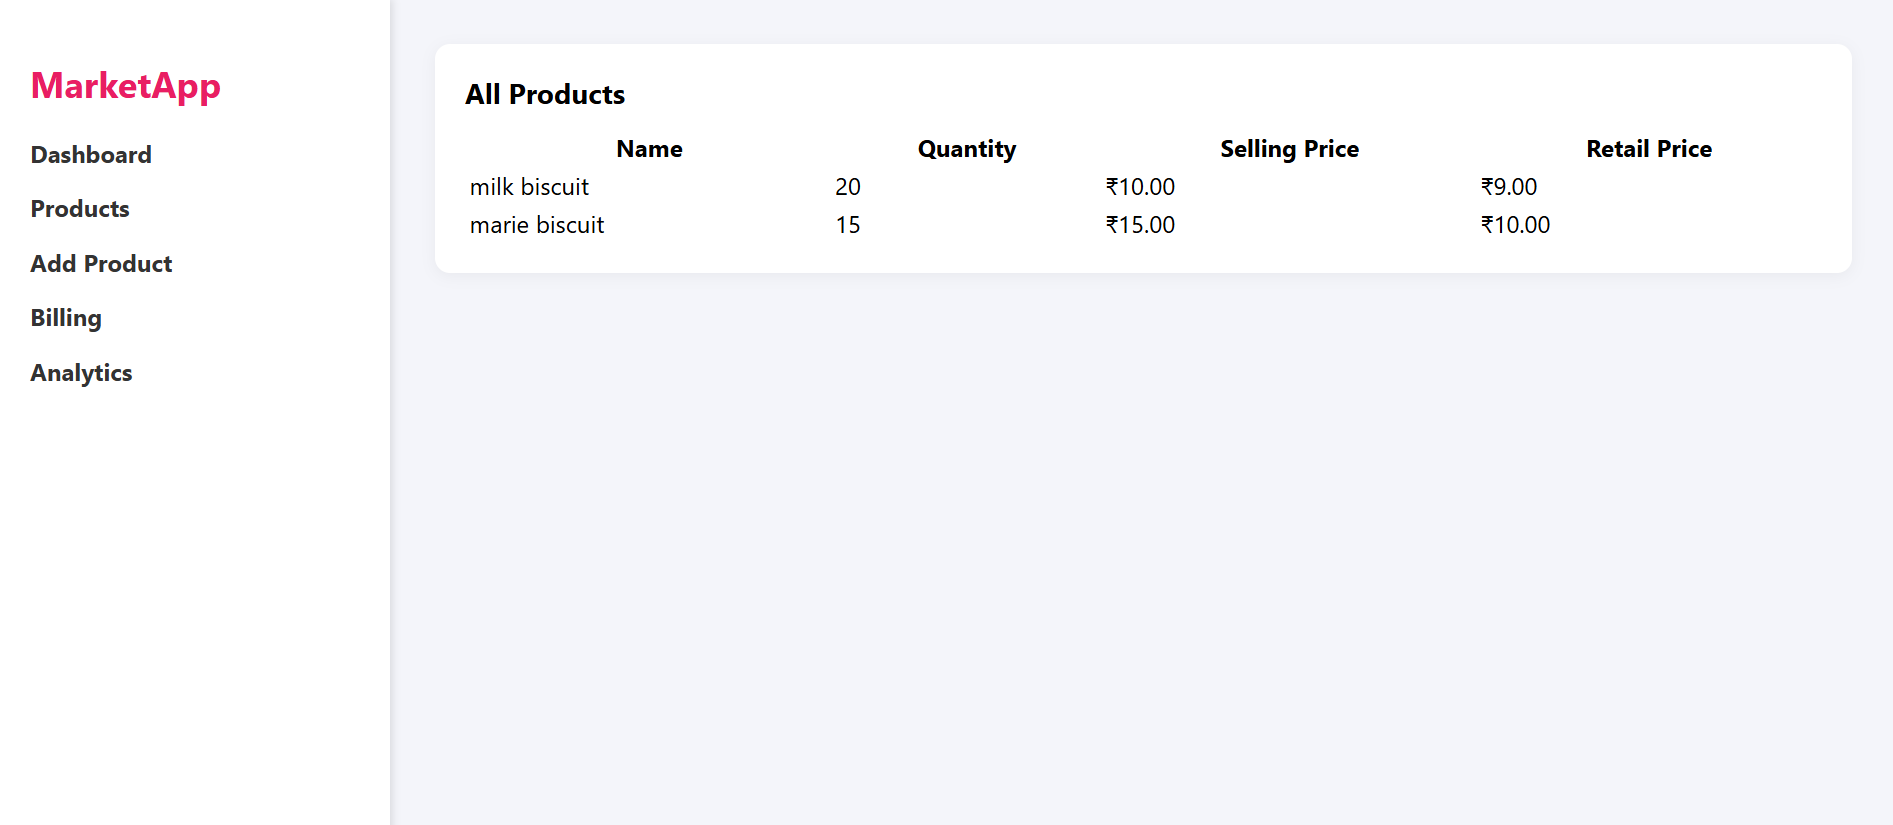 MarketApp
Dashboard
Products
Add Product
Billing
Analytics
All Products
Name Quantity Selling Price Retail Price
milk biscuit 20 ₹10.00 ₹9.00
marie biscuit 15 ₹15.00 ₹10.00